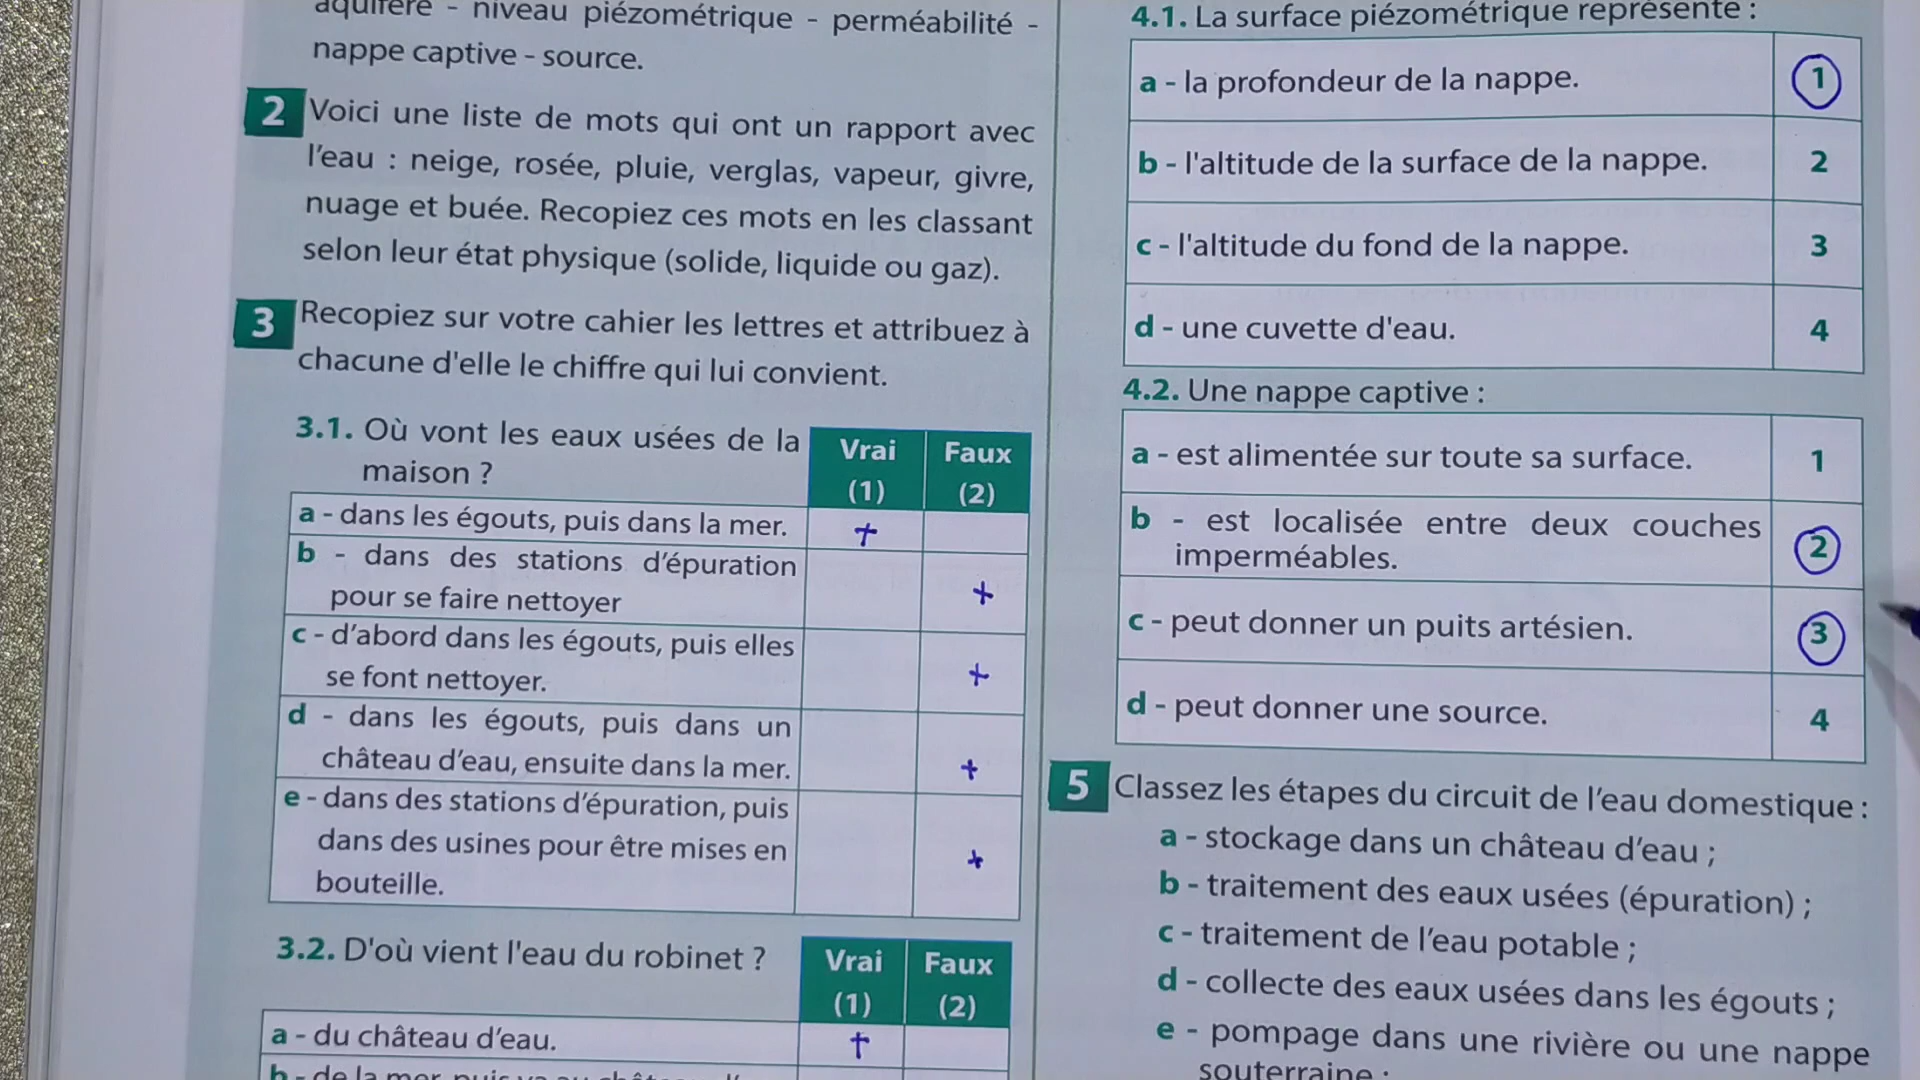 aquifère - niveau piézométrique - perméabilité -
nappe captive - source.
2 Voici une liste de mots qui ont un rapport avec
l'eau : neige, rosée, pluie, verglas, vapeur, givre,
nuage et buée. Recopiez ces mots en les classant
selon leur état physique (solide, liquide ou gaz).
3 Recopiez sur votre cahier les lettres et attribuez à
chacune d'elle le chiffre qui lui convient.
3.1. Où vont les eaux usées de la
maison ?
Vrai (1) Faux (2)
a - dans les égouts, puis dans la mer. +
b - dans des stations d'épuration
pour se faire nettoyer +
c - d'abord dans les égouts, puis elles
se font nettoyer. +
d - dans les égouts, puis dans un
château d'eau, ensuite dans la mer. +
e - dans des stations d'épuration, puis
dans des usines pour être mises en
bouteille. +
3.2. D'où vient l'eau du robinet ?
Vrai (1) Faux (2)
a - du château d'eau. +
b - de la mer, puis
4.1. La surface piézométrique représente :
a - la profondeur de la nappe. 1
b - l'altitude de la surface de la nappe. 2
c - l'altitude du fond de la nappe. 3
d - une cuvette d'eau. 4
4.2. Une nappe captive :
a - est alimentée sur toute sa surface. 1
b - est localisée entre deux couches
imperméables. 2
c - peut donner un puits artésien. 3
d - peut donner une source. 4
5 Classez les étapes du circuit de l'eau domestique :
a - stockage dans un château d'eau ;
b - traitement des eaux usées (épuration) ;
c - traitement de l'eau potable ;
d - collecte des eaux usées dans les égouts ;
e - pompage dans une rivière ou une nappe
souterraine ;